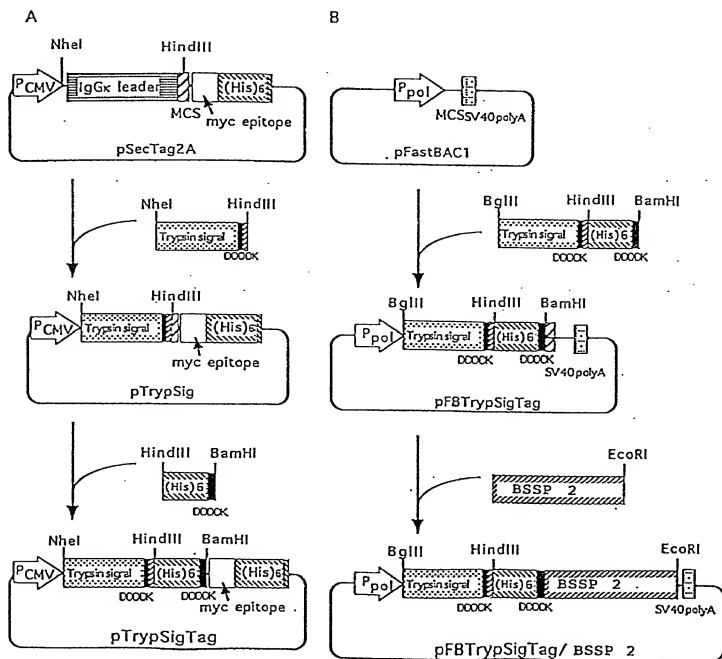 A
NheI HindIII
PCMV IgGκ leader (His)6
MCS myc epitope
pSecTag2A
NheI HindIII
Trypsin signal
DDDDK
NheI HindIII
PCMV Trypsin signal (His)6
myc epitope
pTrypSig
HindIII BamHI
(His)6
DDDDK
NheI HindIII BamHI
PCMV Trypsin signal (His)6 (His)6
DDDDK DDDDK myc epitope
pTrypSigTag
B
Ppol
MCS SV40polyA
pFastBAC1
BglII HindIII BamHI
Trypsin signal (His)6
DDDDK DDDDK
BglII HindIII BamHI
Ppol Trypsin signal (His)6
DDDDK DDDDK SV40polyA
pFBTrypSigTag
EcoRI
BSSP 2
BglII HindIII EcoRI
Ppol Trypsin signal (His)6 BSSP 2
DDDDK DDDDK SV40polyA
pFBTrypSigTag/ BSSP 2